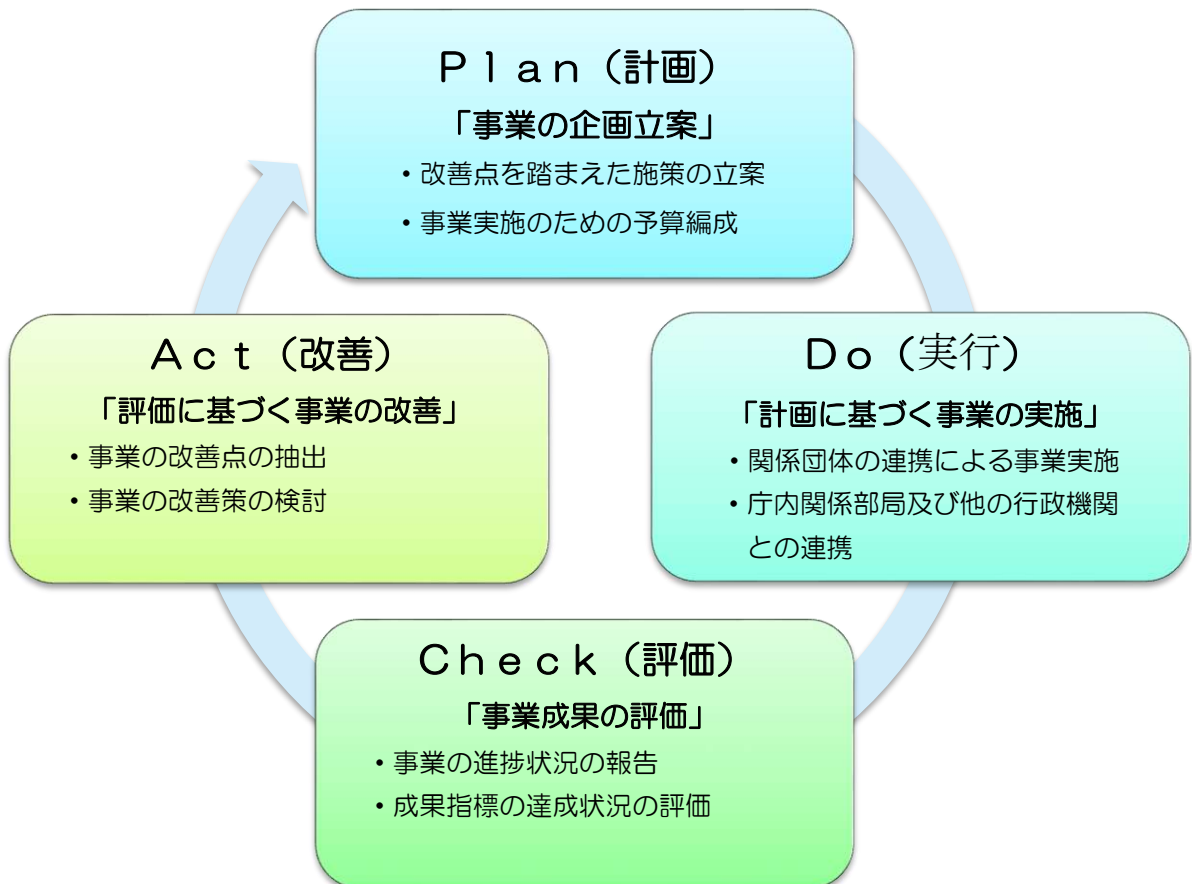 Ｐｌａｎ（計画）
「事業の企画立案」
・改善点を踏まえた施策の立案
・事業実施のための予算編成
Ａｃｔ（改善）
「評価に基づく事業の改善」
・事業の改善点の抽出
・事業の改善策の検討
Ｄｏ（実行）
「計画に基づく事業の実施」
・関係団体の連携による事業実施
・庁内関係部局及び他の行政機関
との連携
Ｃｈｅｃｋ（評価）
「事業成果の評価」
・事業の進捗状況の報告
・成果指標の達成状況の評価